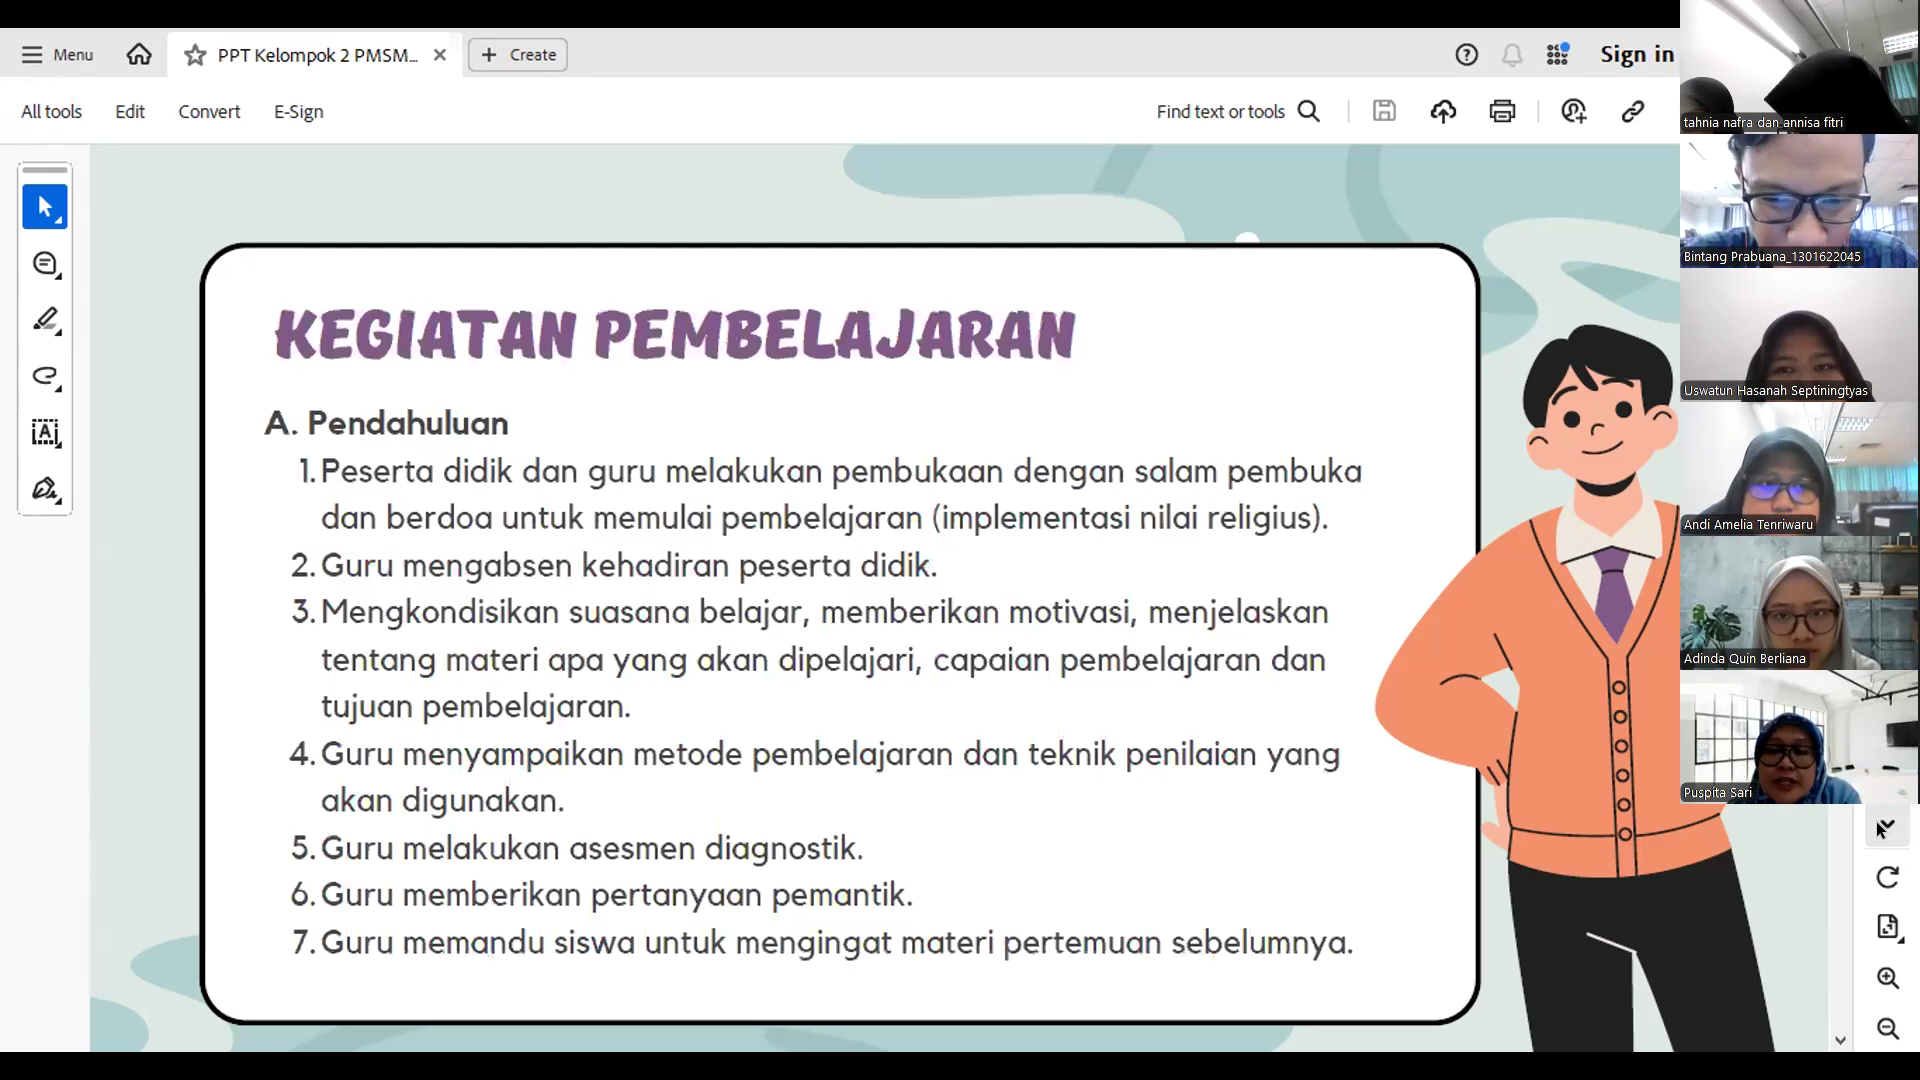 Menu
PPT Kelompok 2 PMSM...
Create
Sign in
All tools
Edit
Convert
E-Sign
Find text or tools
KEGIATAN PEMBELAJARAN
A. Pendahuluan
1. Peserta didik dan guru melakukan pembukaan dengan salam pembuka
dan berdoa untuk memulai pembelajaran (implementasi nilai religius).
2. Guru mengabsen kehadiran peserta didik.
3. Mengkondisikan suasana belajar, memberikan motivasi, menjelaskan
tentang materi apa yang akan dipelajari, capaian pembelajaran dan
tujuan pembelajaran.
4. Guru menyampaikan metode pembelajaran dan teknik penilaian yang
akan digunakan.
5. Guru melakukan asesmen diagnostik.
6. Guru memberikan pertanyaan pemantik.
7. Guru memandu siswa untuk mengingat materi pertemuan sebelumnya.
tahnia nafra dan annisa fitri
Bintang Prabuana_1301622045
Uswatun Hasanah Septiningtyas
Andi Amelia Tenriwaru
Adinda Quin Berliana
Puspita Sari